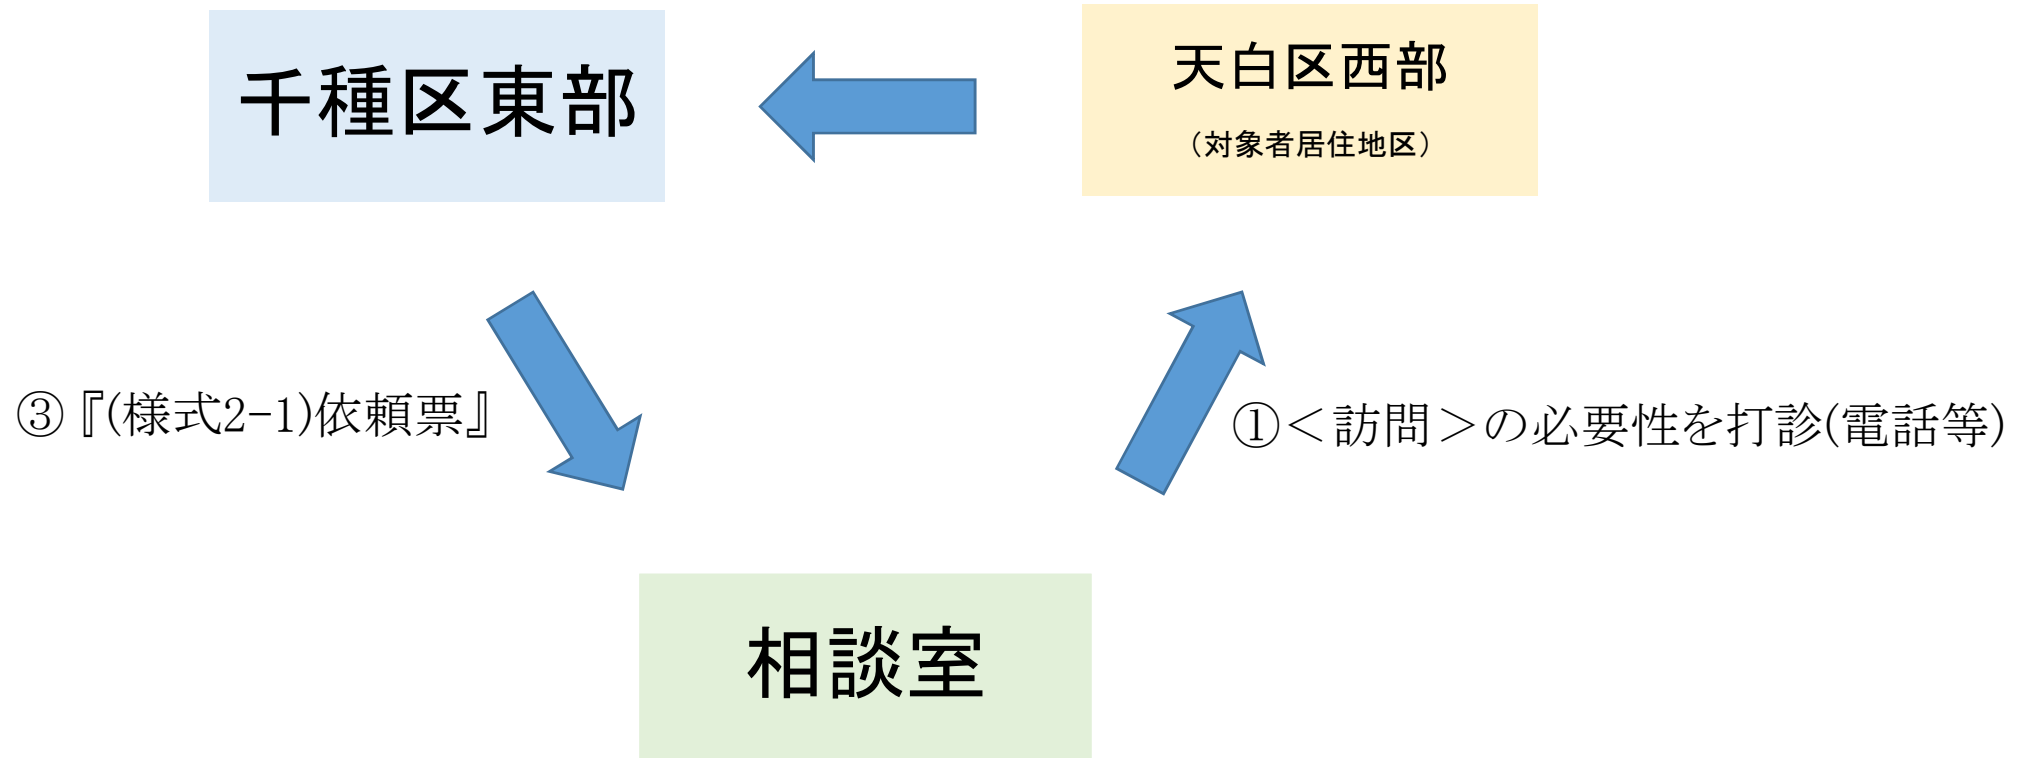 千種区東部
天白区西部
（対象者居住地区）
③『(様式2-1)依頼票』
①＜訪問＞の必要性を打診(電話等)
相談室